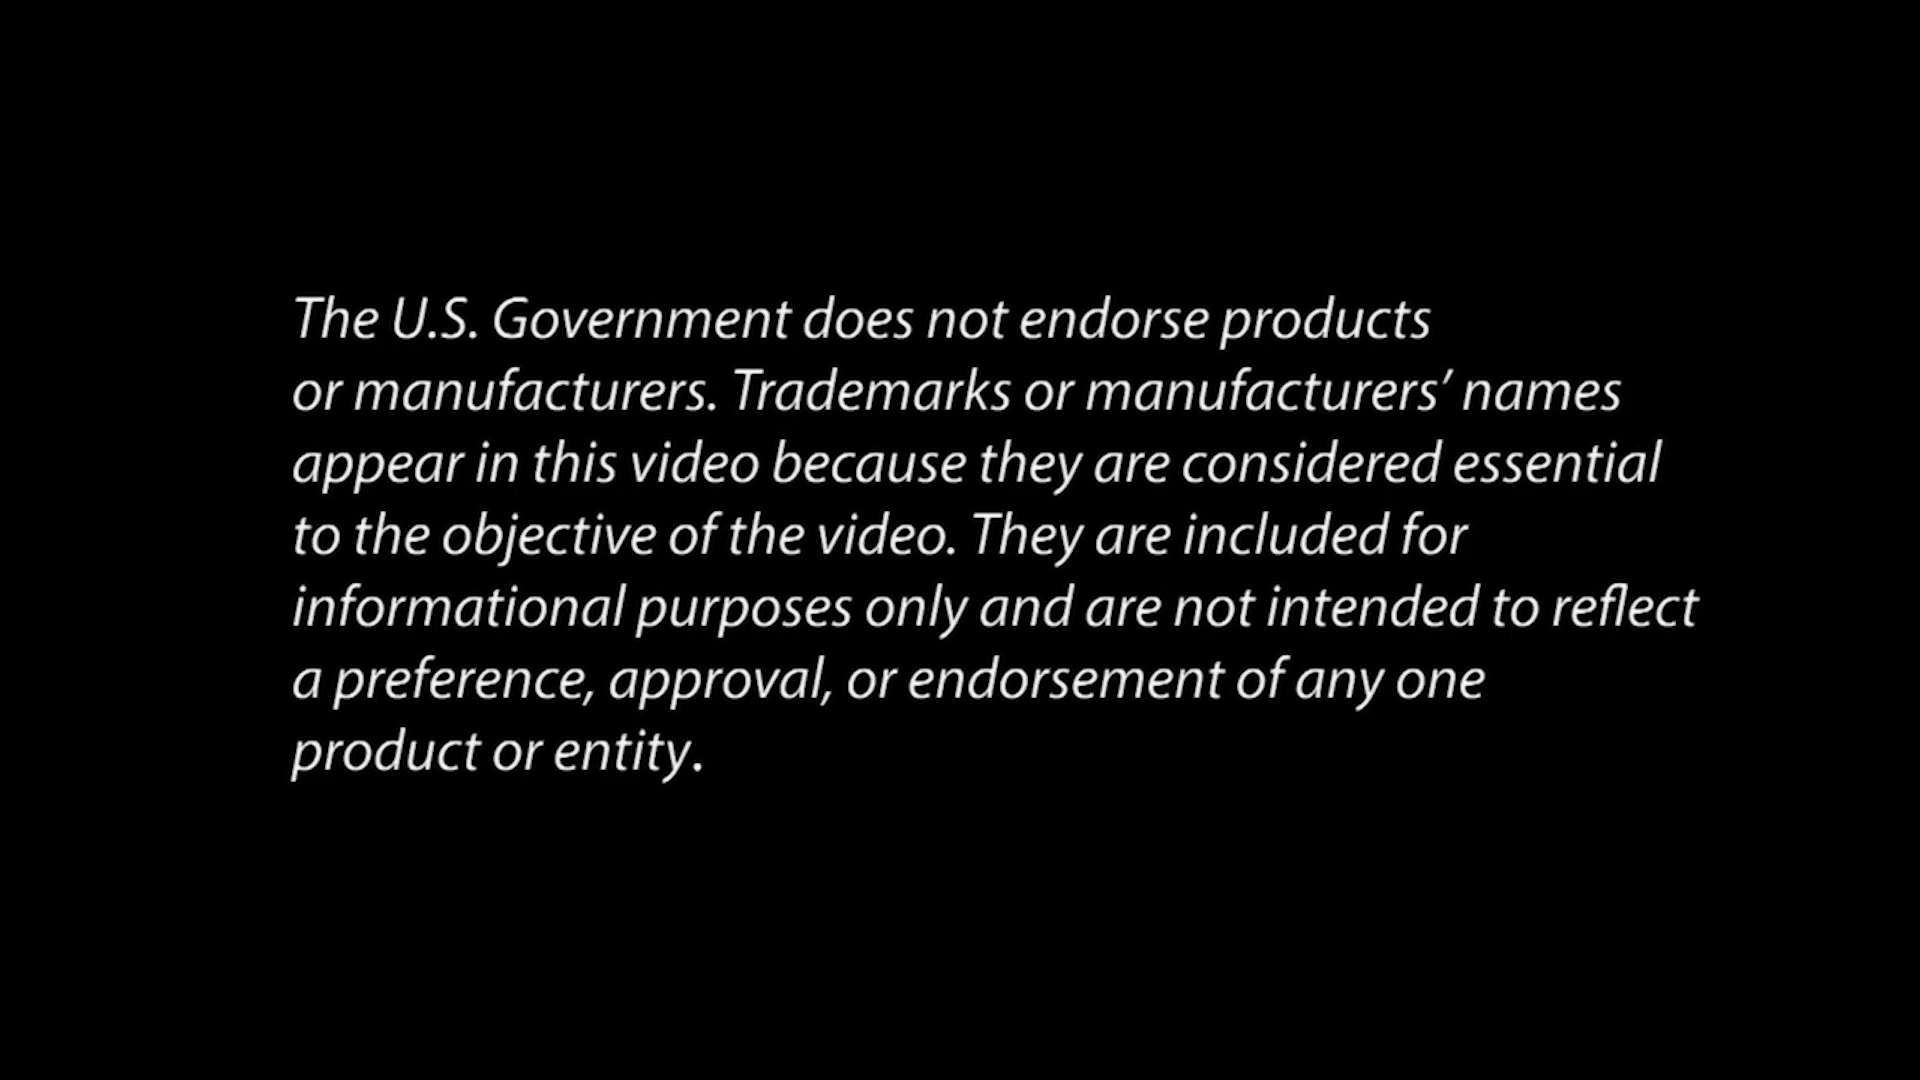 The U.S. Government does not endorse products
or manufacturers. Trademarks or manufacturers’ names
appear in this video because they are considered essential
to the objective of the video. They are included for
informational purposes only and are not intended to reflect
a preference, approval, or endorsement of any one
product or entity.